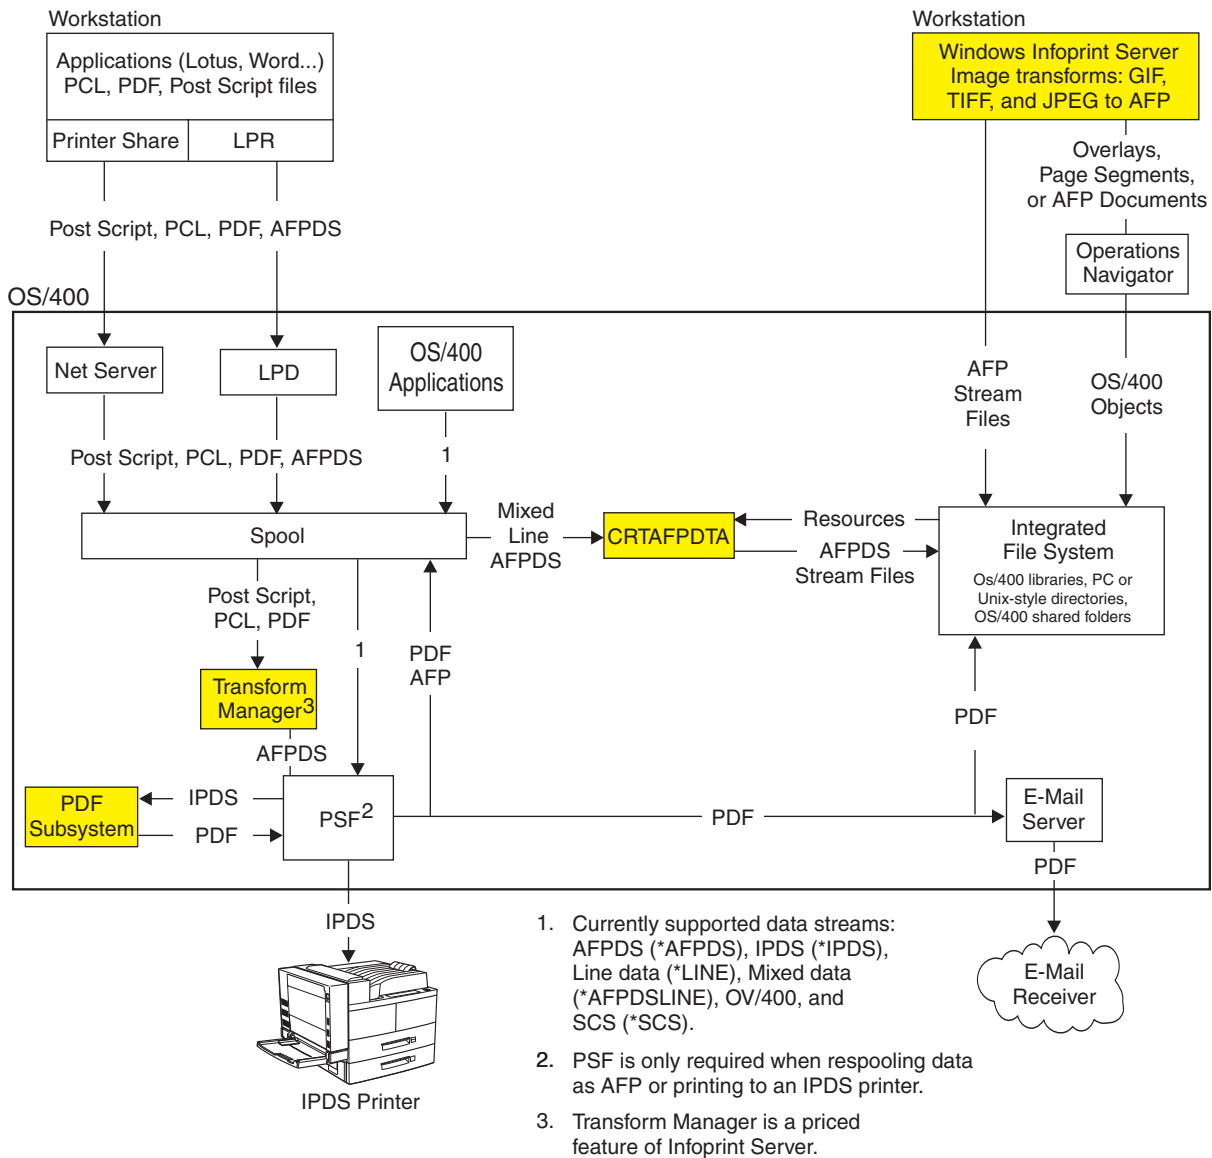 Workstation
Applications (Lotus, Word...)
PCL, PDF, Post Script files
Printer Share
LPR
Workstation
Windows Infoprint Server
Image transforms: GIF,
TIFF, and JPEG to AFP
Post Script, PCL, PDF, AFPDS
Overlays,
Page Segments,
or AFP Documents
Operations
Navigator
OS/400
Net Server
LPD
OS/400
Applications
AFP
Stream
Files
OS/400
Objects
Post Script, PCL, PDF, AFPDS
1
Spool
Mixed
Line
AFPDS
CRTAFPDTA
Resources
AFPDS
Stream Files
Integrated
File System
Os/400 libraries, PC or
Unix-style directories,
OS/400 shared folders
Post Script,
PCL, PDF
1
PDF
AFP
Transform
Manager3
AFPDS
PDF
PDF
Subsystem
IPDS
PDF
PSF2
PDF
E-Mail
Server
PDF
IPDS
IPDS Printer
E-Mail
Receiver
1. Currently supported data streams:
AFPDS (*AFPDS), IPDS (*IPDS),
Line data (*LINE), Mixed data
(*AFPDSLINE), OV/400, and
SCS (*SCS).
2. PSF is only required when respooling data
as AFP or printing to an IPDS printer.
3. Transform Manager is a priced
feature of Infoprint Server.